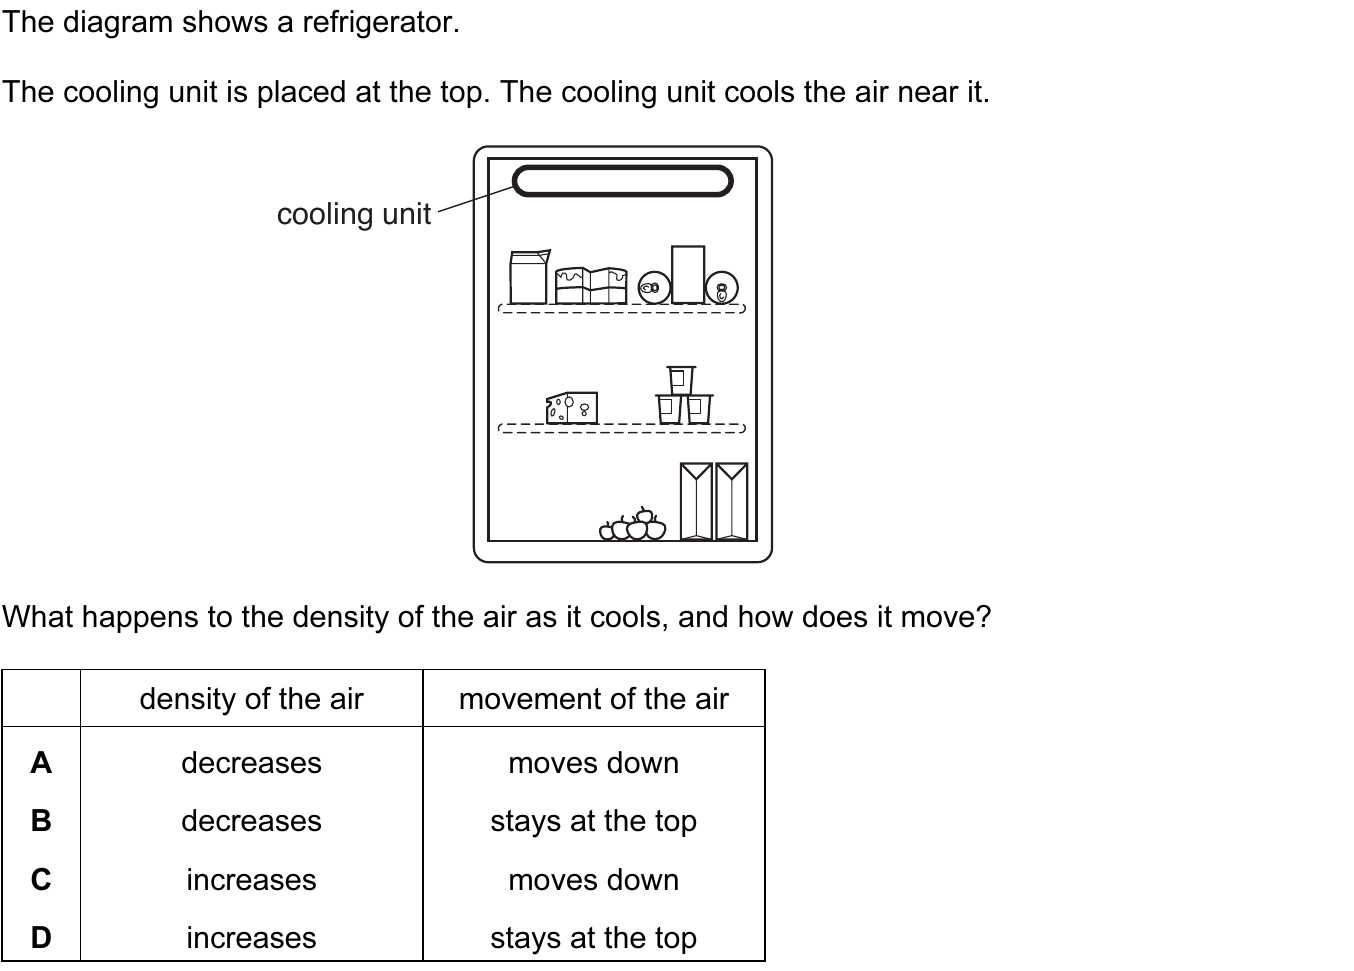 The diagram shows a refrigerator.
The cooling unit is placed at the top. The cooling unit cools the air near it.
cooling unit
What happens to the density of the air as it cools, and how does it move?
density of the air movement of the air
A decreases moves down
B decreases stays at the top
C increases moves down
D increases stays at the top